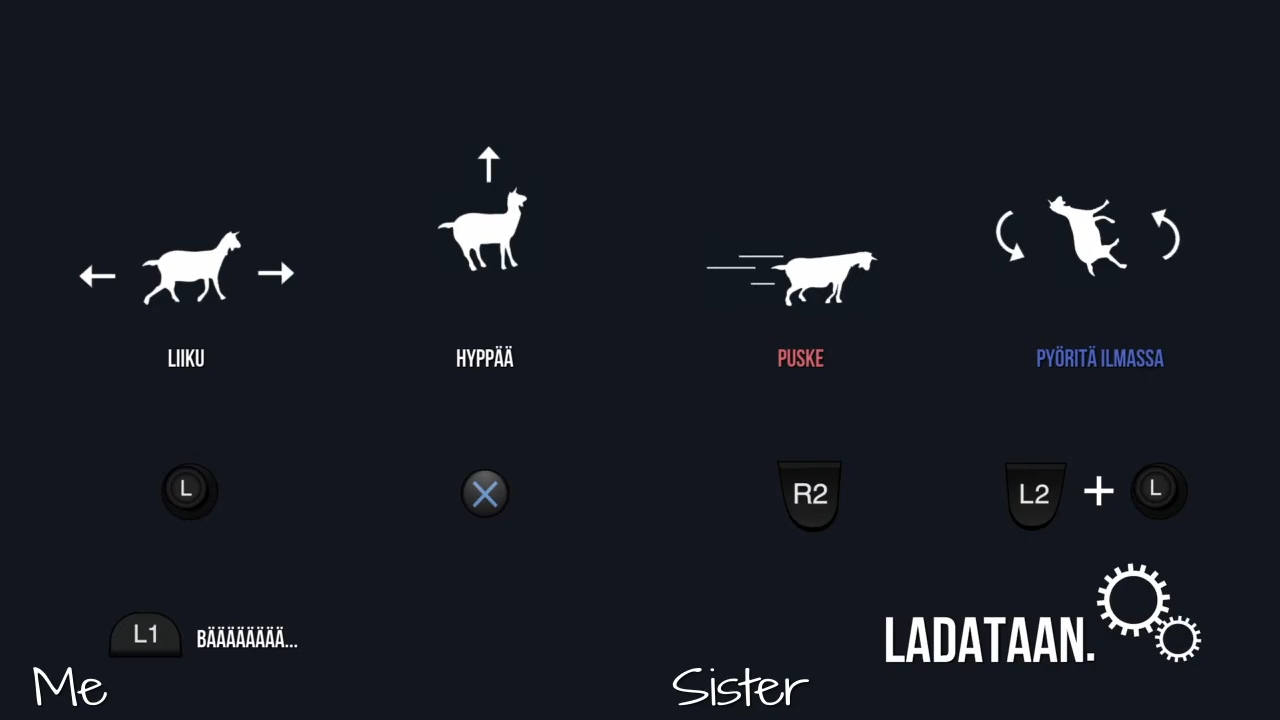 LIIKU
HYPPÄÄ
PUSKE
PYÖRITÄ ILMASSA
L
R2
L2 + L
L1 BÄÄÄÄÄÄÄÄ...
LADATAAN.
Me
Sister